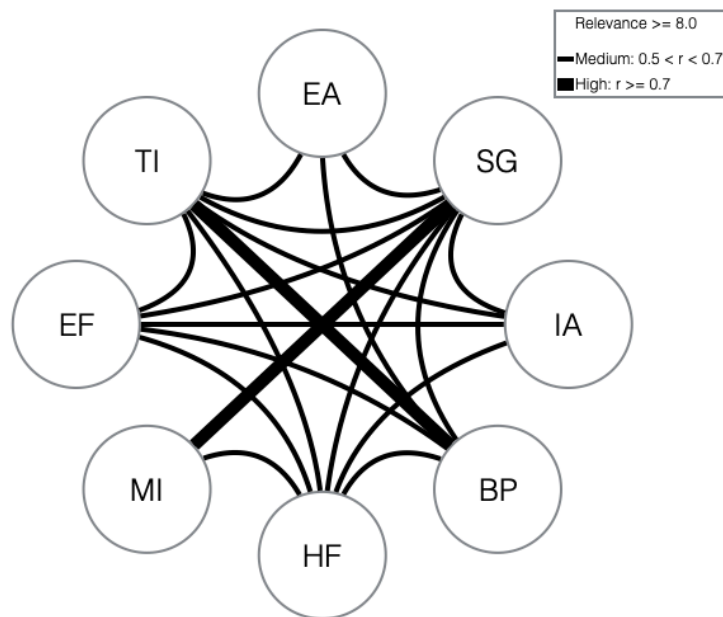 Relevance >= 8.0
Medium: 0.5 < r < 0.7
High: r >= 0.7
EA
TI
SG
EF
IA
MI
BP
HF